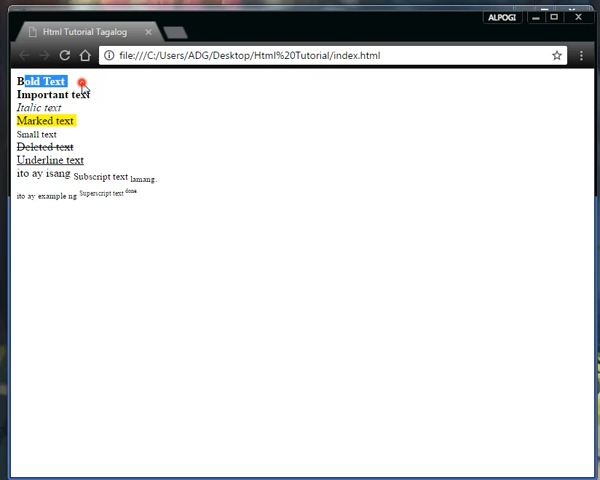 ALPOGI
Html Tutorial Tagalog
file:///C:/Users/ADG/Desktop/Html%20Tutorial/index.html
Bold Text
Important text
Italic text
Marked text
Small text
Deleted text
Underline text
ito ay isang Subscript text lamang.
ito ay example ng Superscript text done.